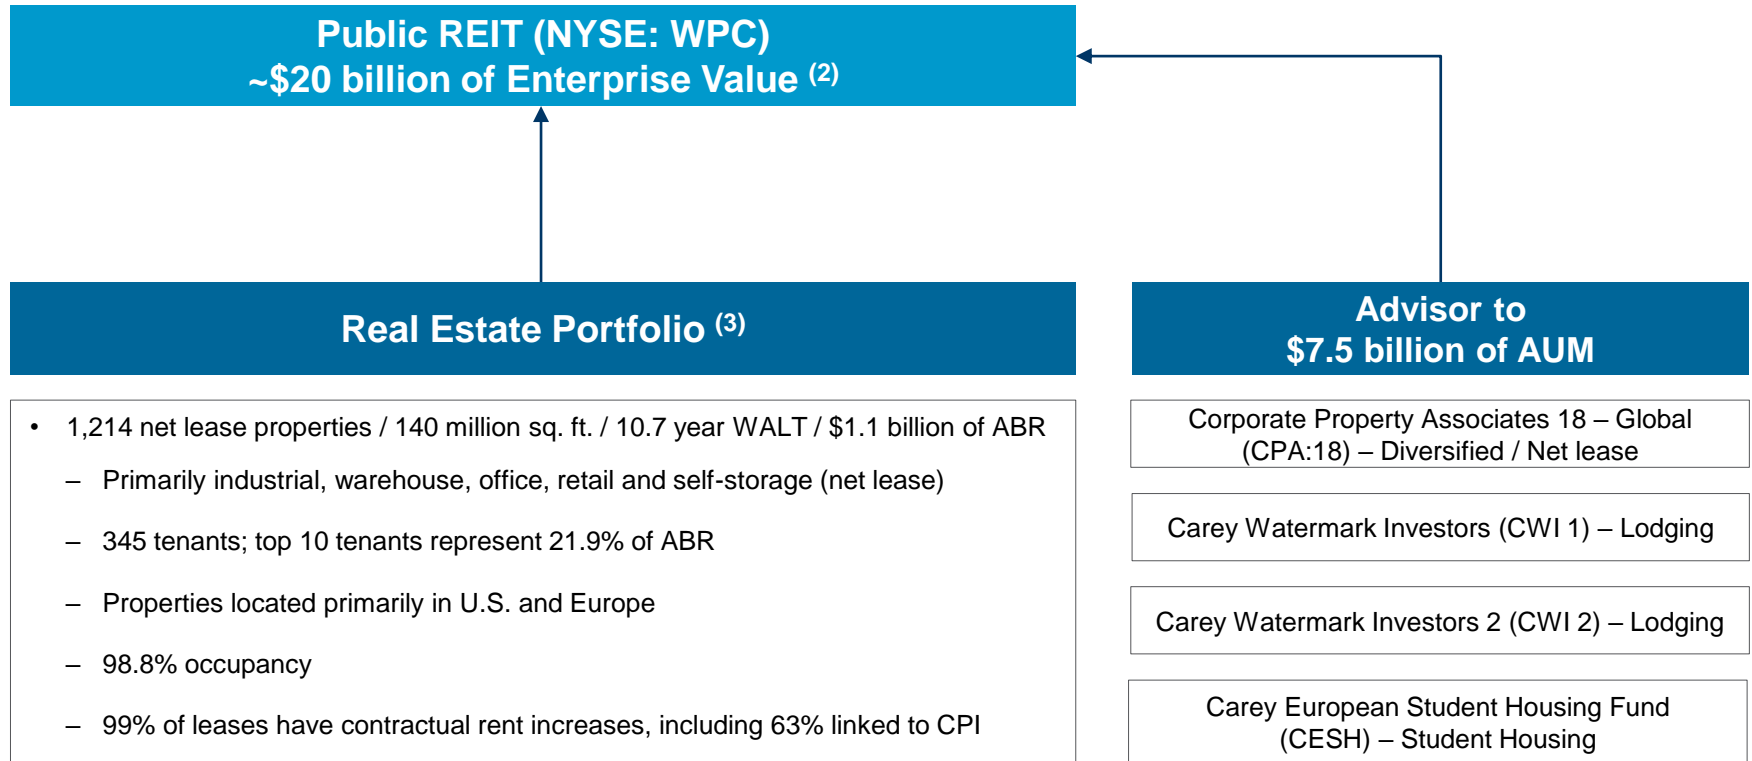 Public REIT (NYSE: WPC)
~$20 billion of Enterprise Value (2)
Real Estate Portfolio (3)
• 1,214 net lease properties / 140 million sq. ft. / 10.7 year WALT / $1.1 billion of ABR
– Primarily industrial, warehouse, office, retail and self-storage (net lease)
– 345 tenants; top 10 tenants represent 21.9% of ABR
– Properties located primarily in U.S. and Europe
– 98.8% occupancy
– 99% of leases have contractual rent increases, including 63% linked to CPI
Advisor to
$7.5 billion of AUM
Corporate Property Associates 18 – Global
(CPA:18) – Diversified / Net lease
Carey Watermark Investors (CWI 1) – Lodging
Carey Watermark Investors 2 (CWI 2) – Lodging
Carey European Student Housing Fund
(CESH) – Student Housing